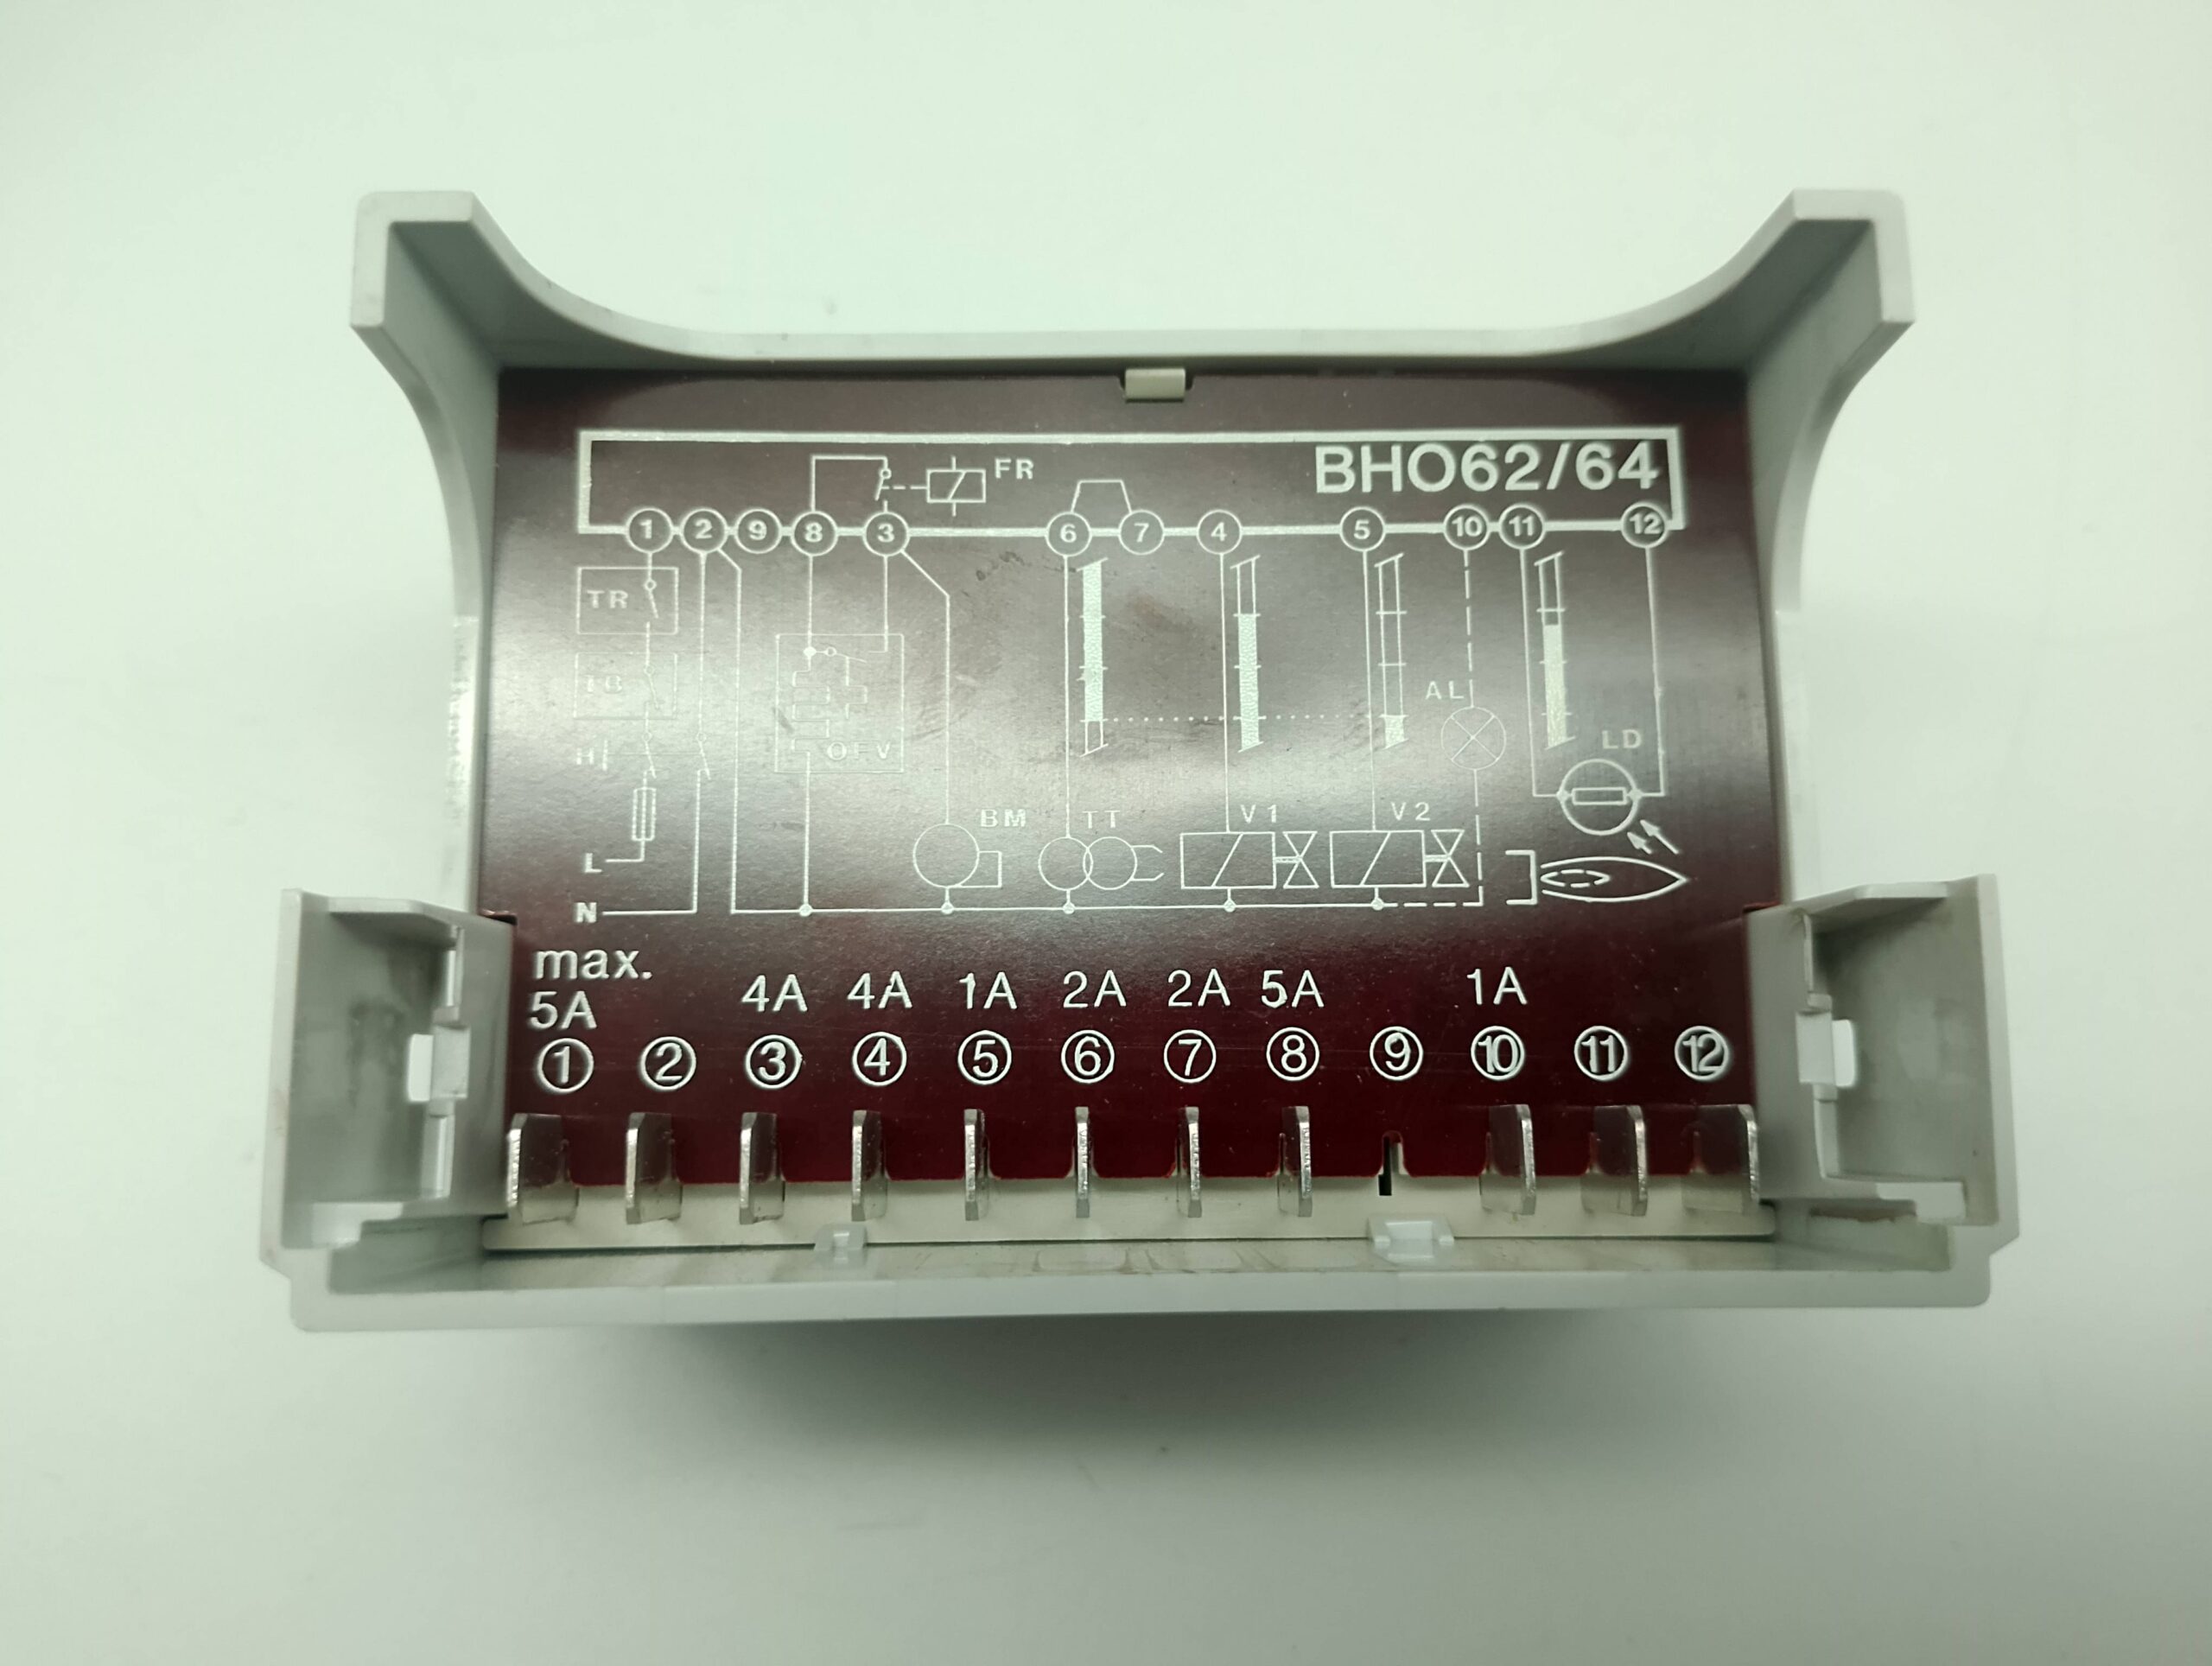 BHO62/64
FR
1 2 9 8 3 6 7 4 5 10 11 12
TR
TB
AL
H
OFV
LD
BM
TT
V1
V2
L
N
max.
5A 4A 4A 1A 2A 2A 5A 1A
1 2 3 4 5 6 7 8 9 10 11 12